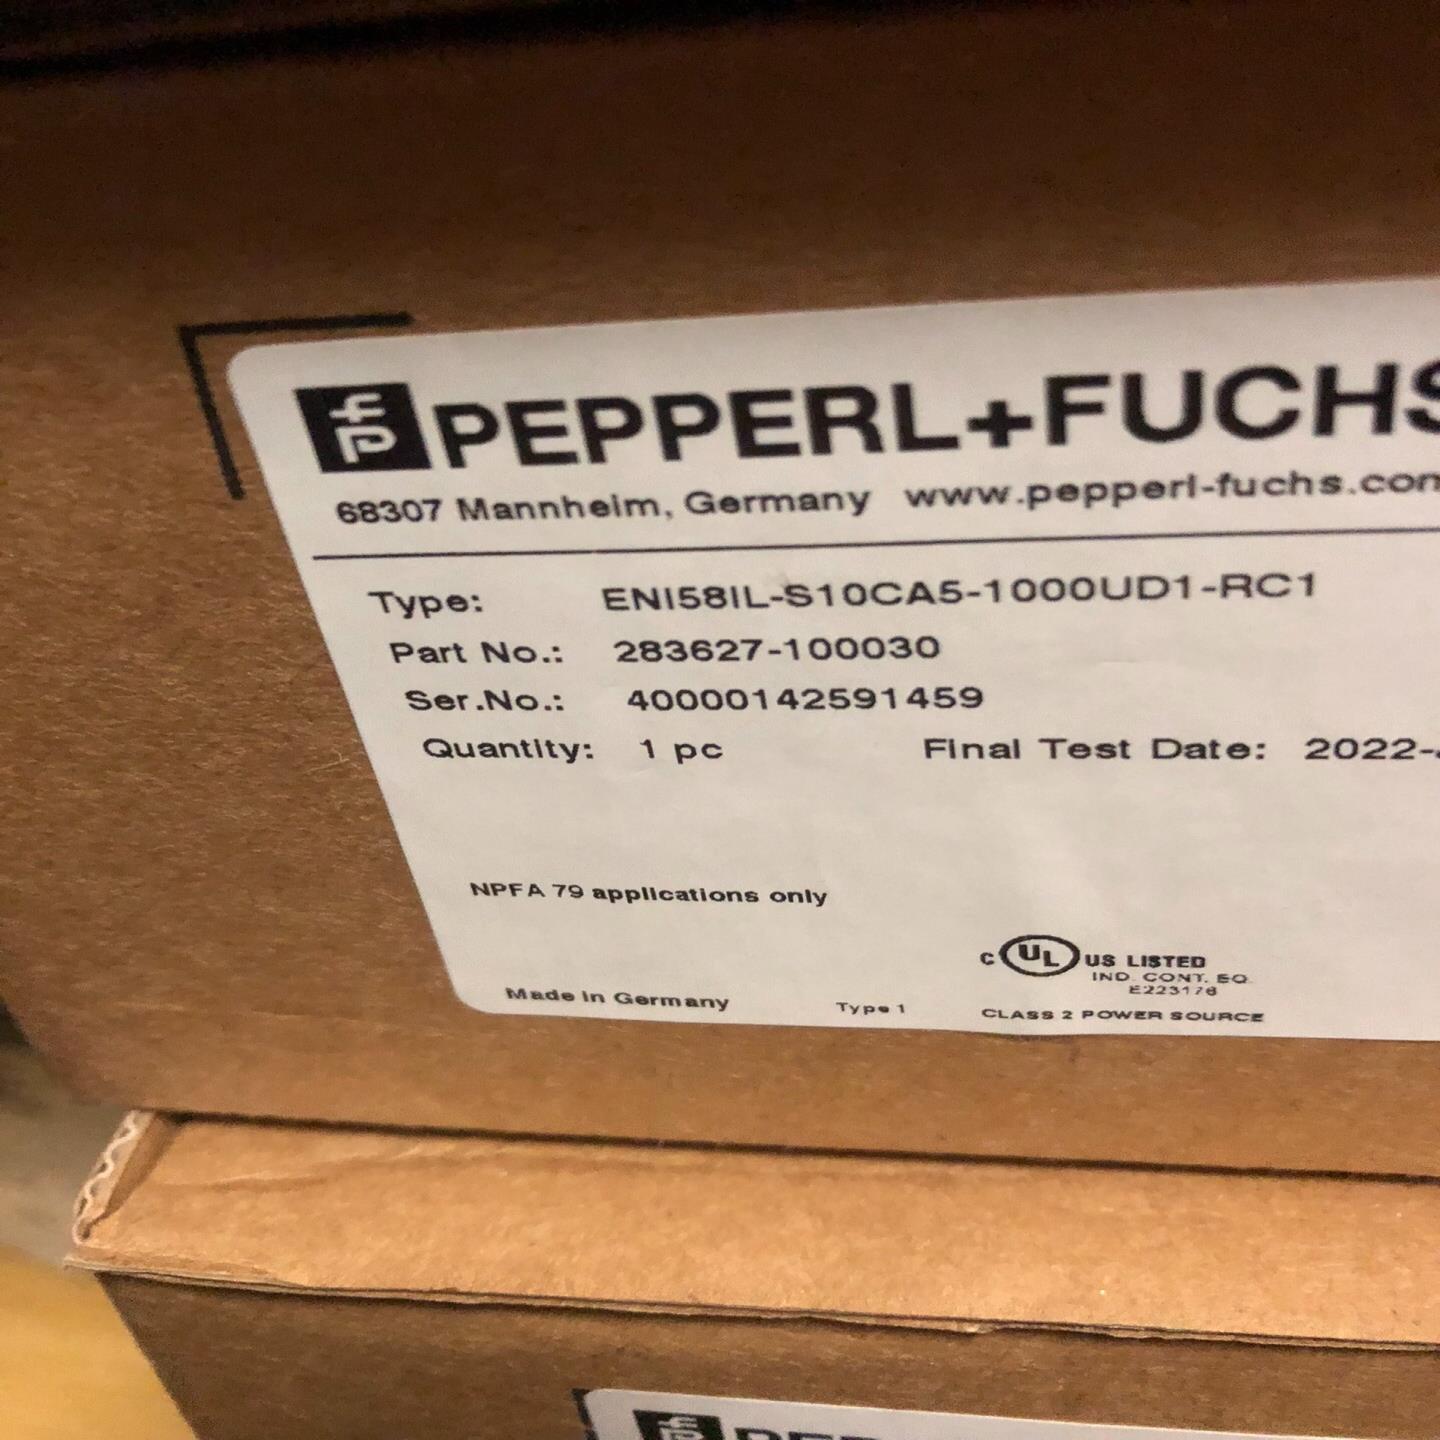 fp PEPPERL+FUCHS
68307 Mannheim, Germany www.pepperl-fuchs.com
Type: ENI58IL-S10CA5-1000UD1-RC1
Part No.: 283627-100030
Ser.No.: 40000142591459
Quantity: 1 pc Final Test Date: 2022-
NPFA 79 applications only
C UL US LISTED
IND. CONT. EQ.
E223176
Made in Germany Type 1 CLASS 2 POWER SOURCE